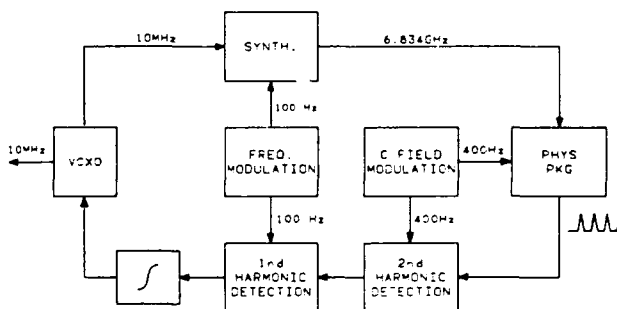 10MHz
SYNTH.
6.834GHz
100 Hz
10MHz
VCXO
FREQ.
MODULATION
C FIELD
MODULATION
400Hz
PHYS
PKG
100 Hz
400Hz
1nd
HARMONIC
DETECTION
2nd
HARMONIC
DETECTION